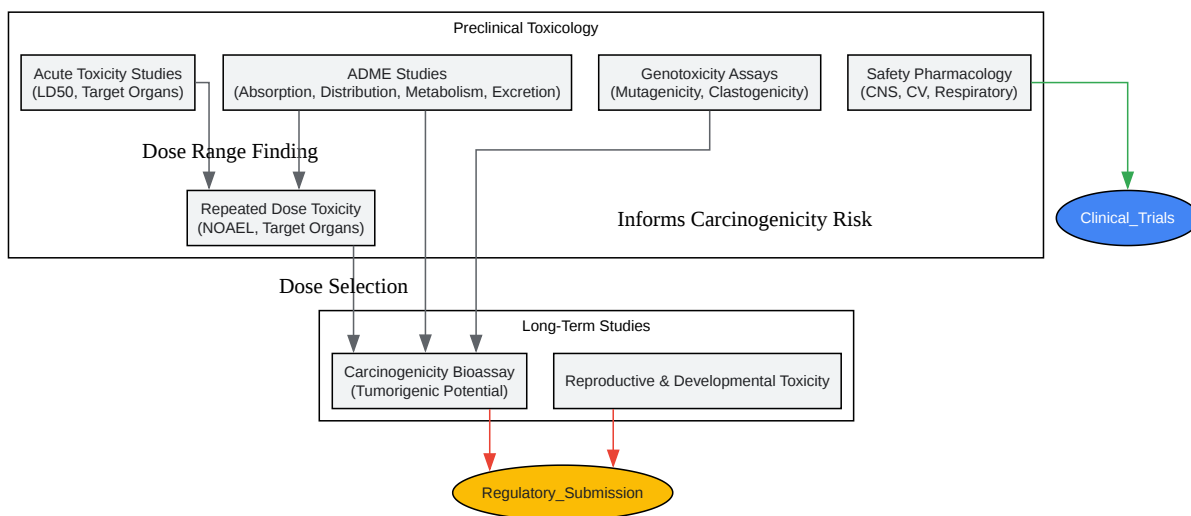 Preclinical Toxicology
Acute Toxicity Studies
(LD50, Target Organs)
ADME Studies
(Absorption, Distribution, Metabolism, Excretion)
Genotoxicity Assays
(Mutagenicity, Clastogenicity)
Safety Pharmacology
(CNS, CV, Respiratory)
Dose Range Finding
Repeated Dose Toxicity
(NOAEL, Target Organs)
Informs Carcinogenicity Risk
Clinical_Trials
Dose Selection
Long-Term Studies
Carcinogenicity Bioassay
(Tumorigenic Potential)
Reproductive & Developmental Toxicity
Regulatory_Submission